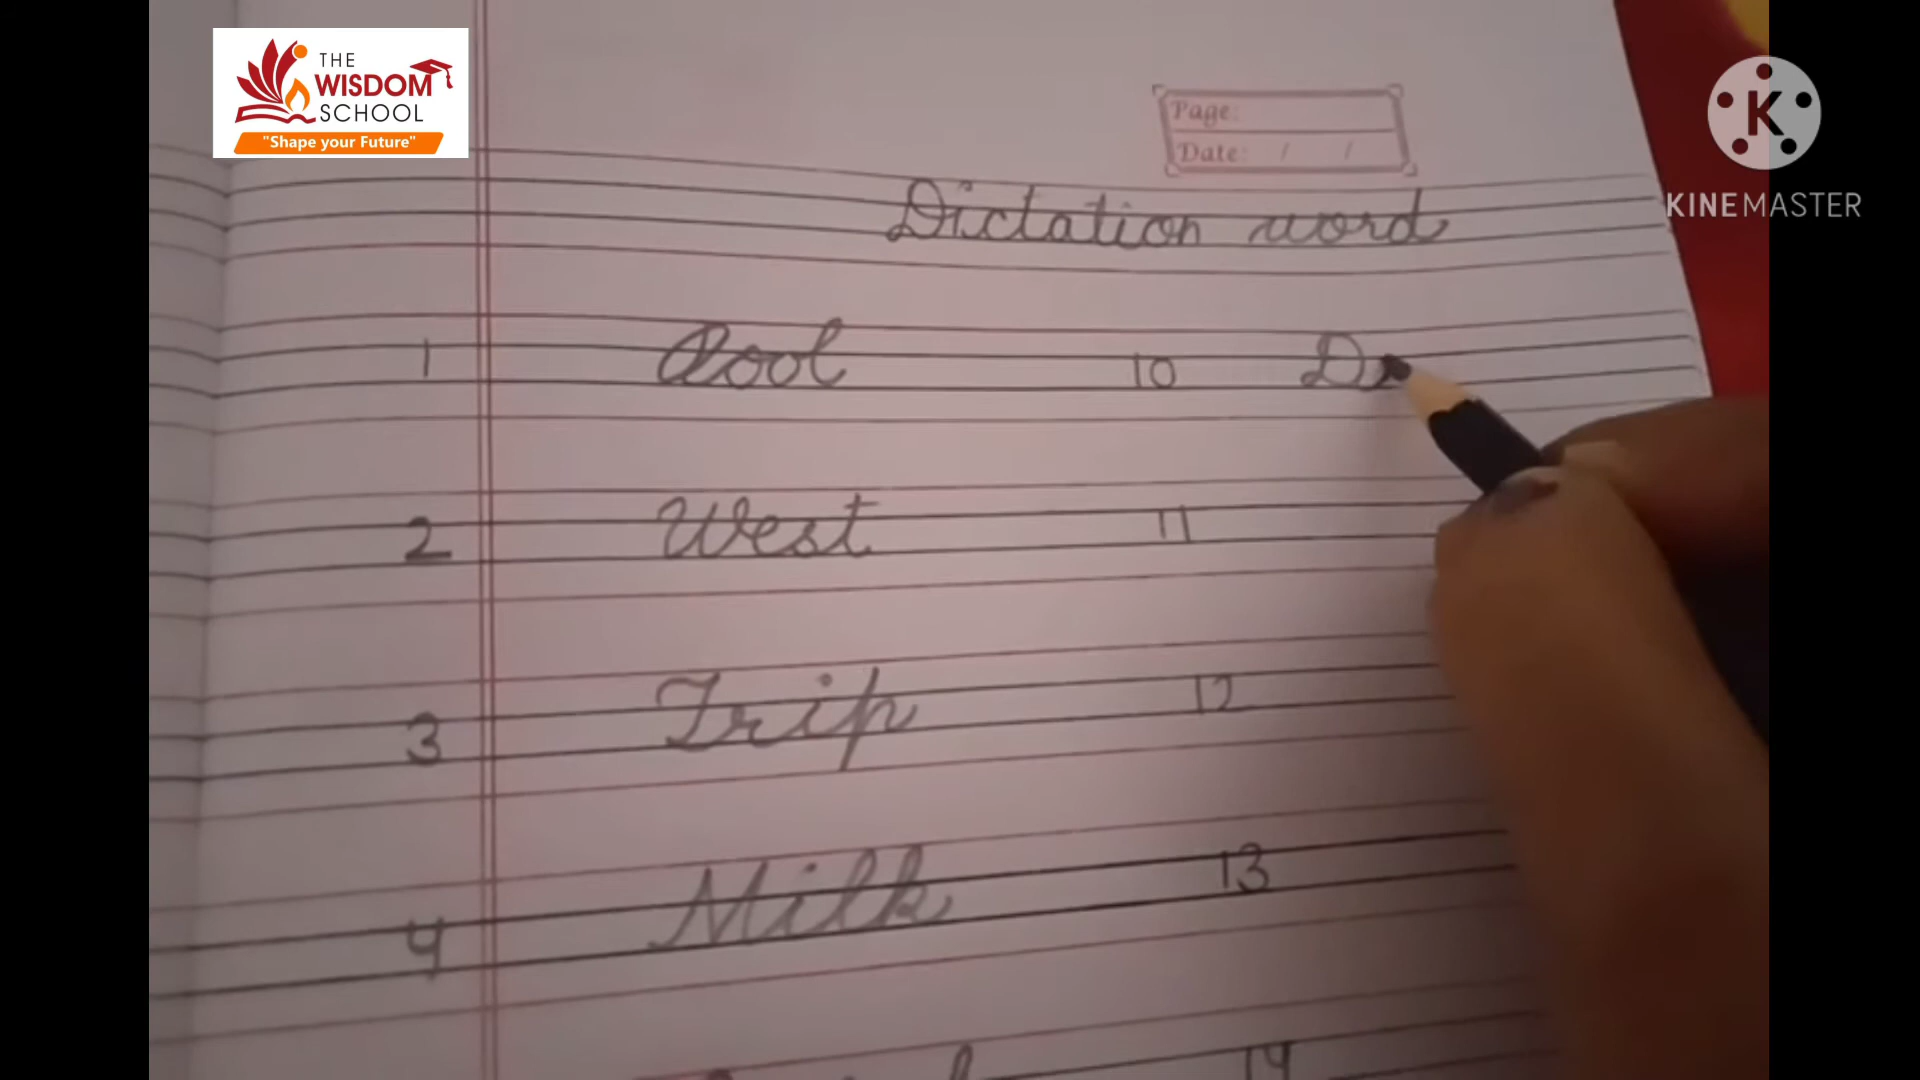 THE
WISDOM
SCHOOL
"Shape your Future"
K
KINEMASTER
Page:
Date: / /
Dictation word
1 10 D
2 West 11
3 Trip 12
4 Milk 13
14